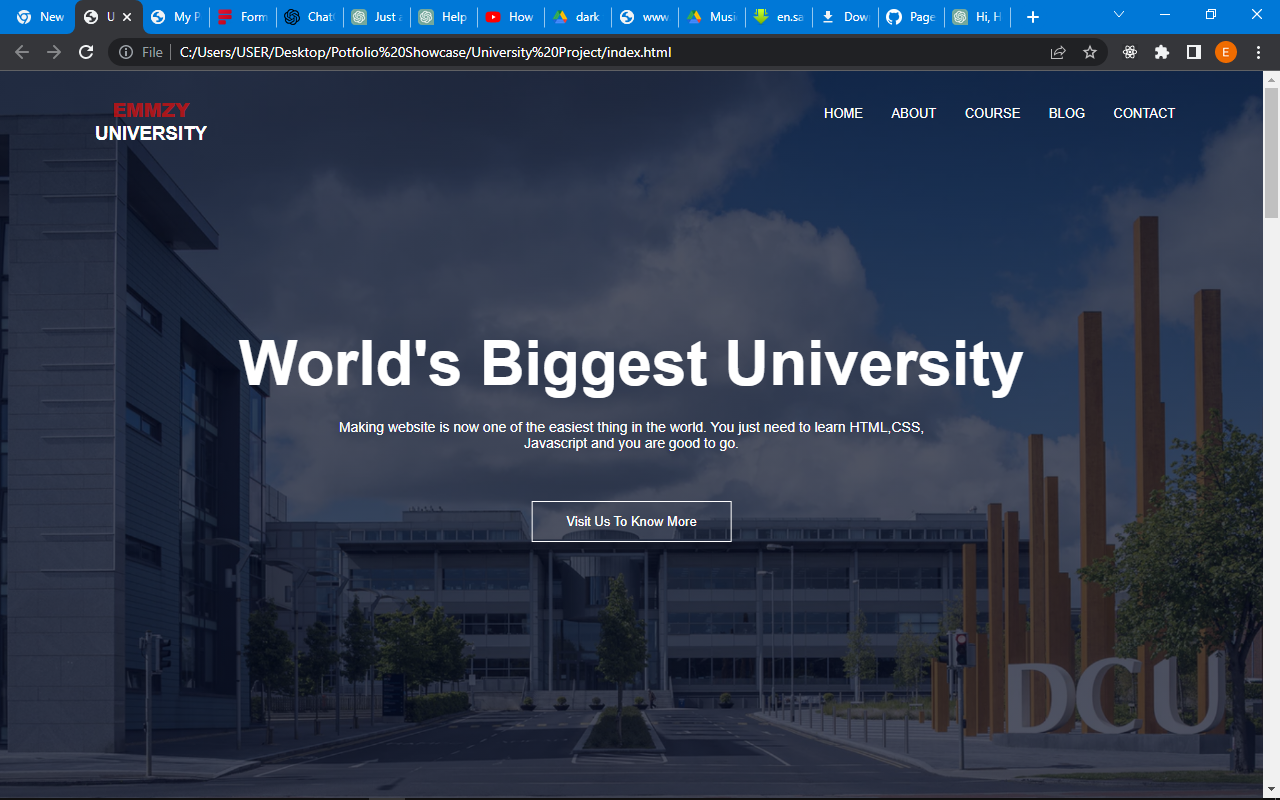 New
U
My P
Form
Chat
Just a
Help
How
dark
www
Music
en.sa
Dow
Page
Hi, H
File
C:/Users/USER/Desktop/Potfolio%20Showcase/University%20Project/index.html
E
EMMZY
UNIVERSITY
HOME
ABOUT
COURSE
BLOG
CONTACT
World's Biggest University
Making website is now one of the easiest thing in the world. You just need to learn HTML,CSS,
Javascript and you are good to go.
Visit Us To Know More
DCU